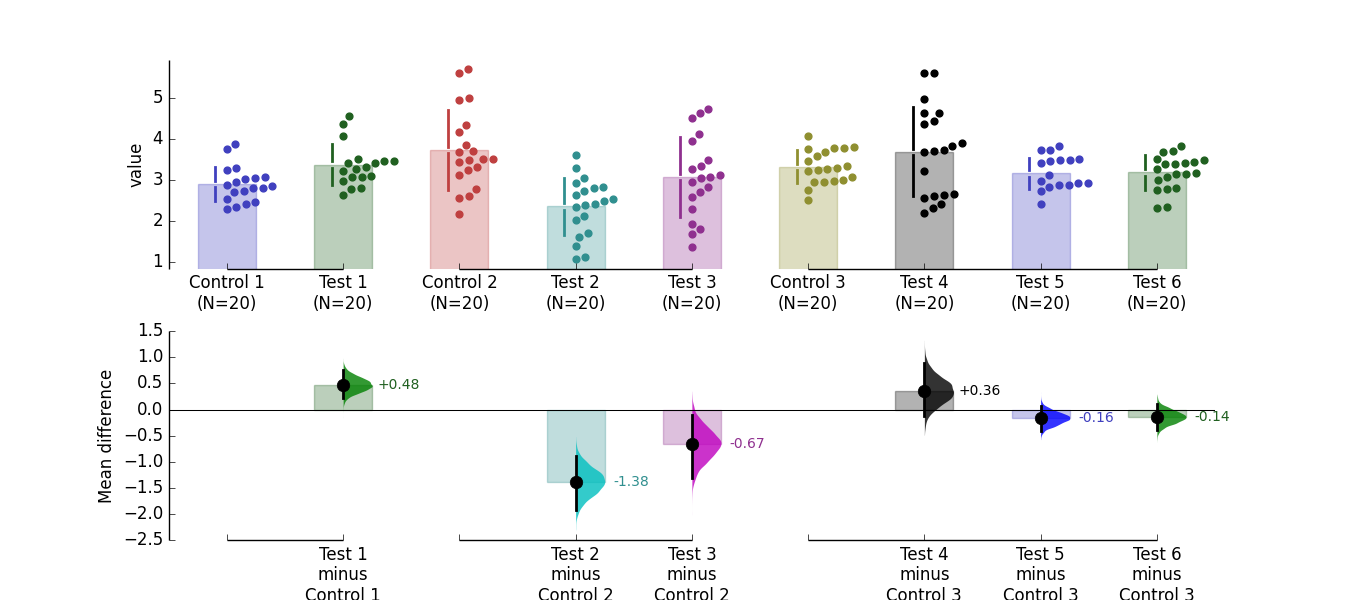 value
5
4
3
2
1
Control 1 Test 1 Control 2 Test 2 Test 3 Control 3 Test 4 Test 5 Test 6
(N=20) (N=20) (N=20) (N=20) (N=20) (N=20) (N=20) (N=20) (N=20)
Mean difference
1.5
1.0
0.5
0.0
−0.5
−1.0
−1.5
−2.0
−2.5
+0.48
-1.38
-0.67
+0.36
-0.16
-0.14
Test 1 Test 2 Test 3 Test 4 Test 5 Test 6
minus minus minus minus minus minus
Control 1 Control 2 Control 2 Control 3 Control 3 Control 3